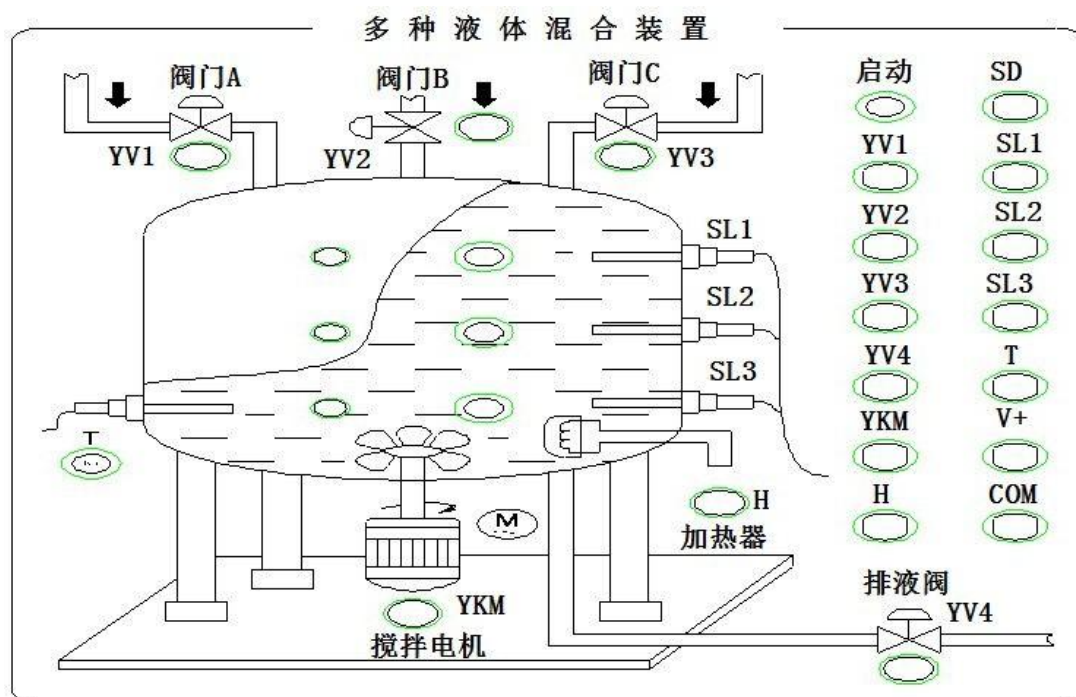 多种液体混合装置
阀门A
阀门B
阀门C
启动
SD
YV1
YV2
YV3
YV1
SL1
SL1
YV2
SL2
SL2
YV3
SL3
SL3
YV4
T
T
YKM
V+
H
H
COM
加热器
M
YKM
搅拌电机
排液阀
YV4